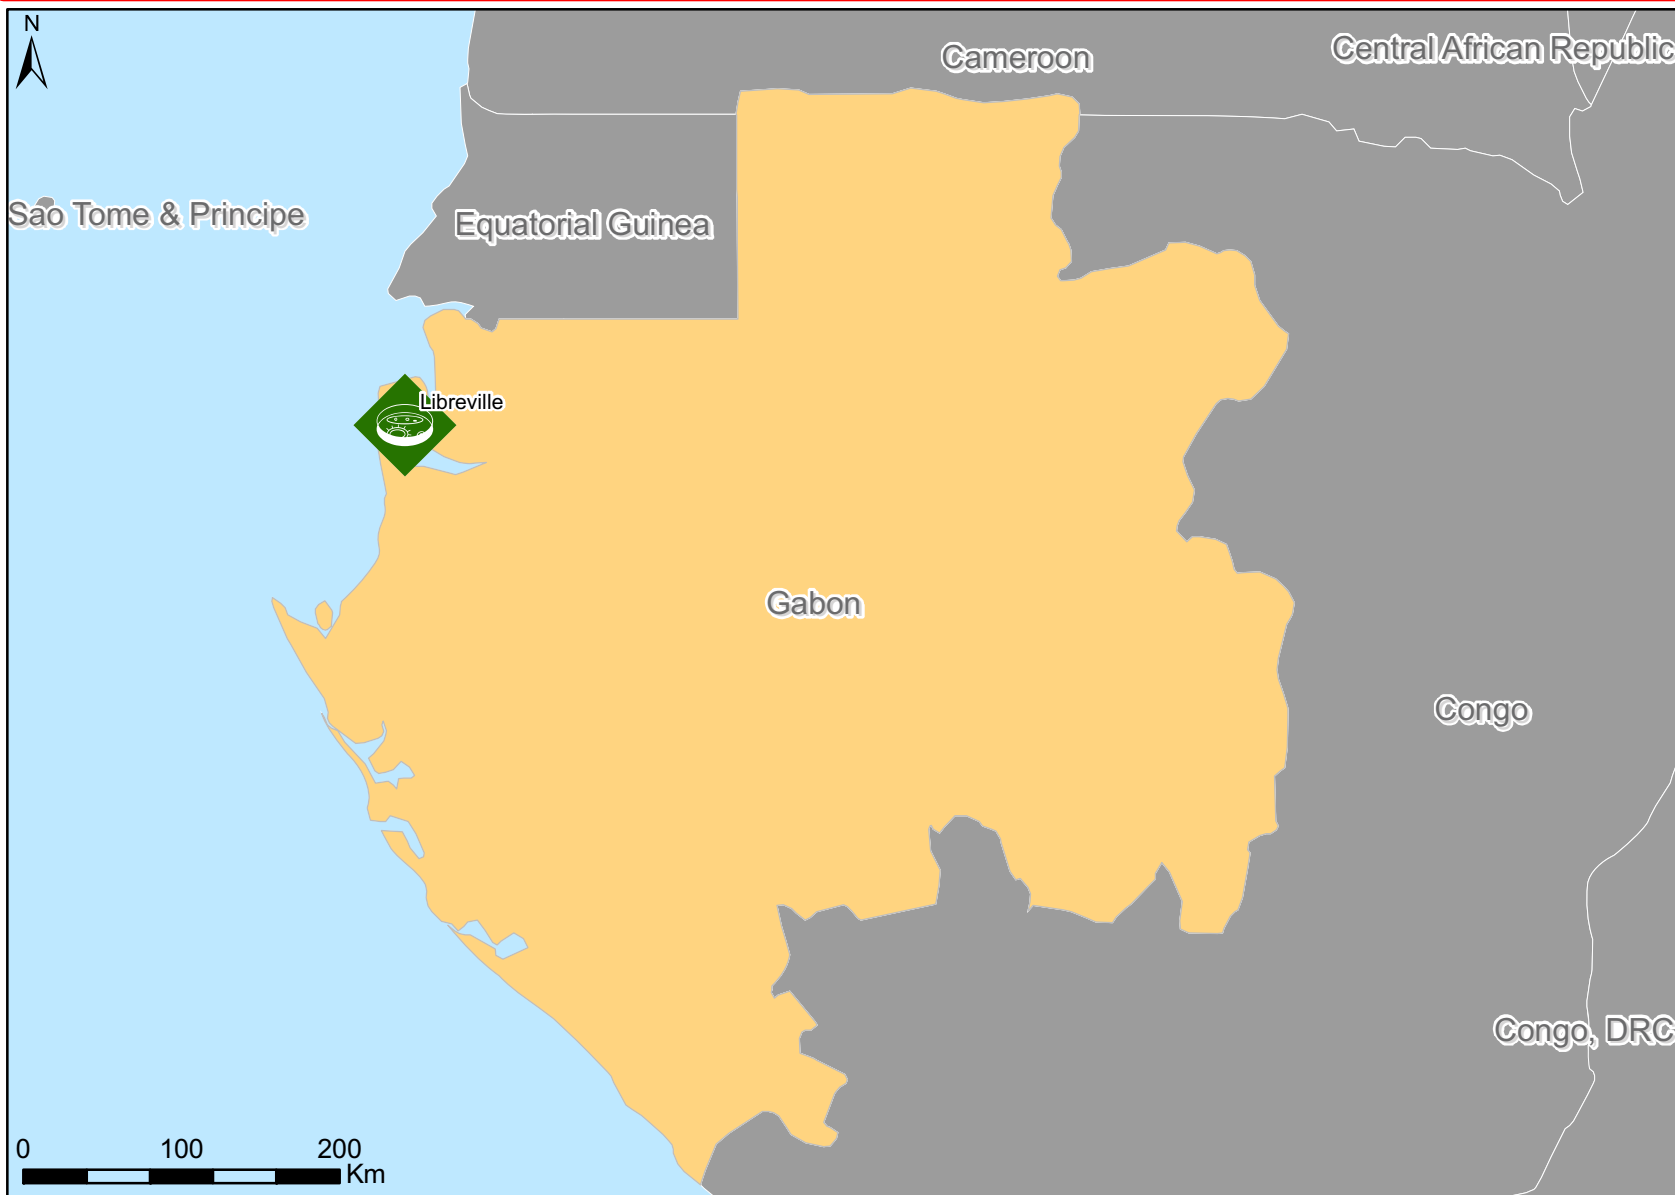 N
Cameroon
Central African Republic
Sao Tome & Principe
Equatorial Guinea
Libreville
Gabon
Congo
Congo, DRC
0 100 200
Km